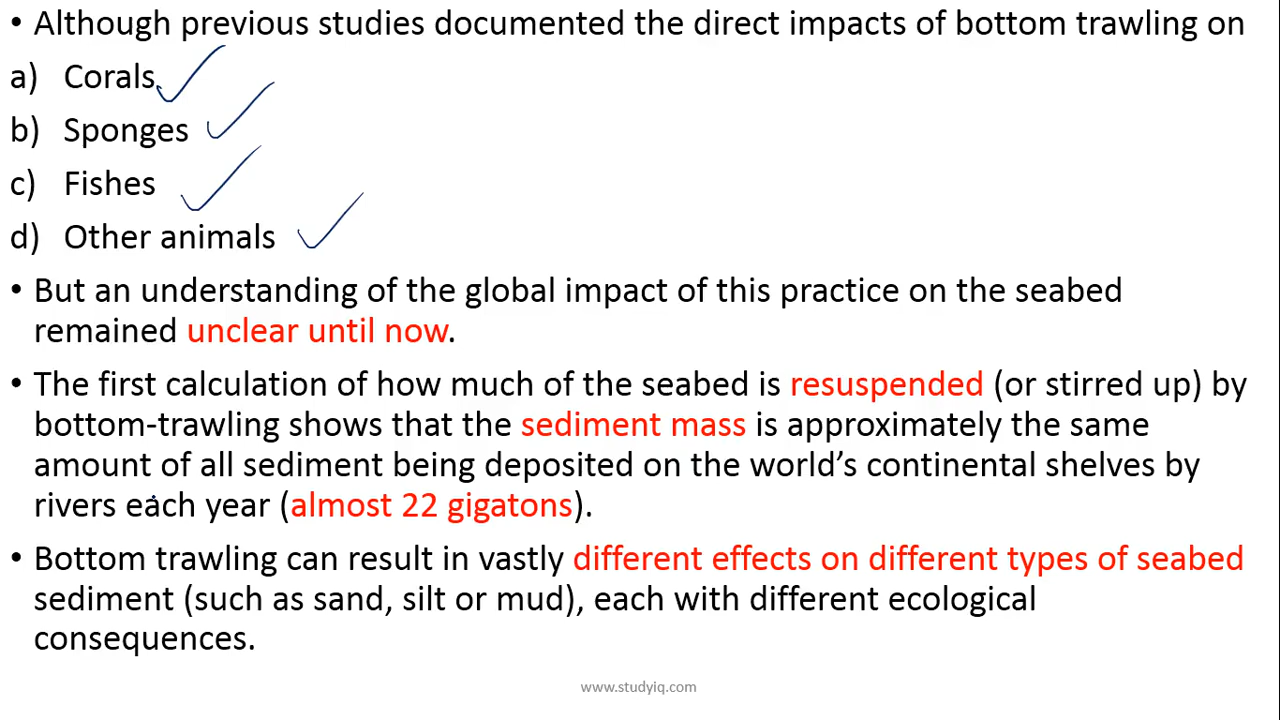 • Although previous studies documented the direct impacts of bottom trawling on
a) Corals
b) Sponges
c) Fishes
d) Other animals
• But an understanding of the global impact of this practice on the seabed
remained unclear until now.
• The first calculation of how much of the seabed is resuspended (or stirred up) by
bottom-trawling shows that the sediment mass is approximately the same
amount of all sediment being deposited on the world’s continental shelves by
rivers each year (almost 22 gigatons).
• Bottom trawling can result in vastly different effects on different types of seabed
sediment (such as sand, silt or mud), each with different ecological
consequences.
www.studyiq.com